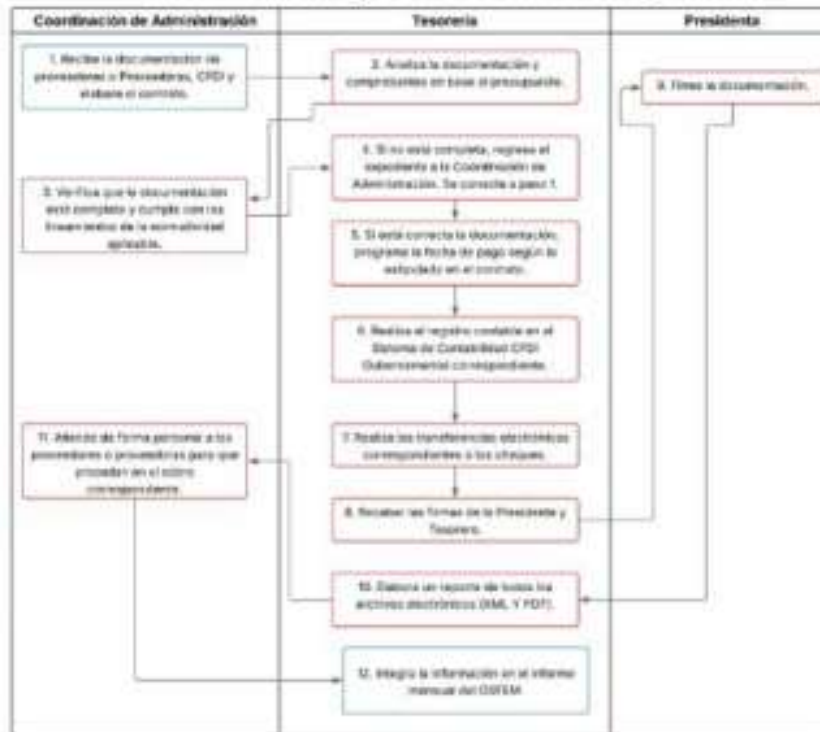 Coordinación de Administración
Tesorería
Presidenta
1. Recibe la documentación de
proveedores o Proveedoras, CFDI y
elabora el contrato.
2. Analiza la documentación y
comprobantes en base al presupuesto.
9. Firma la documentación.
4. Si no está completa, regresa el
expediente a la Coordinación de
Administración. Se conecta a paso 1.
3. Verifica que la documentación
esté completa y cumpla con los
lineamientos de la normatividad
aplicable.
5. Si está correcta la documentación,
programa la fecha de pago según lo
estipulado en el contrato.
6. Realiza el registro contable en el
Sistema de Contabilidad CFDI
Gubernamental correspondiente.
11. Atiende de forma personal a los
proveedores o proveedoras para que
procedan en el cobro
correspondiente.
7. Realiza las transferencias electrónicas
correspondientes o los cheques.
8. Recaban las firmas de la Presidenta y
Tesorero.
10. Elabora un reporte de todos los
archivos electrónicos (XML Y PDF).
12. Integra la información en el informe
mensual del OSFEM